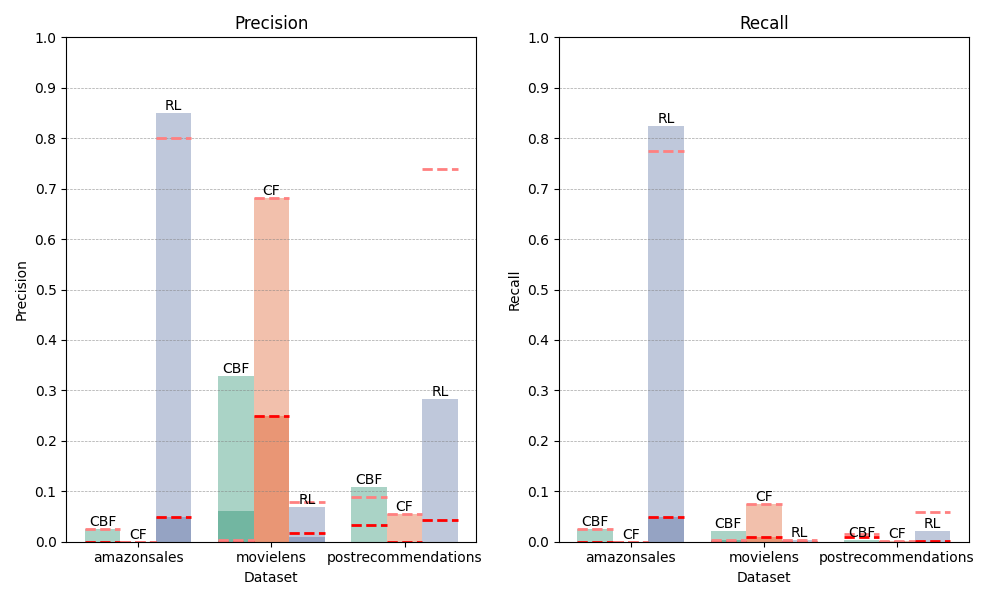 Precision
1.0
0.9
0.8
0.7
0.6
0.5
0.4
0.3
0.2
0.1
0.0
Precision
CBF
CF
RL
CBF
CF
RL
CBF
CF
RL
amazonsales
movielens
postrecommendations
Dataset
Recall
1.0
0.9
0.8
0.7
0.6
0.5
0.4
0.3
0.2
0.1
0.0
Recall
CBF
CF
RL
CBF
CF
RL
CBF
CF
RL
amazonsales
movielens
postrecommendations
Dataset